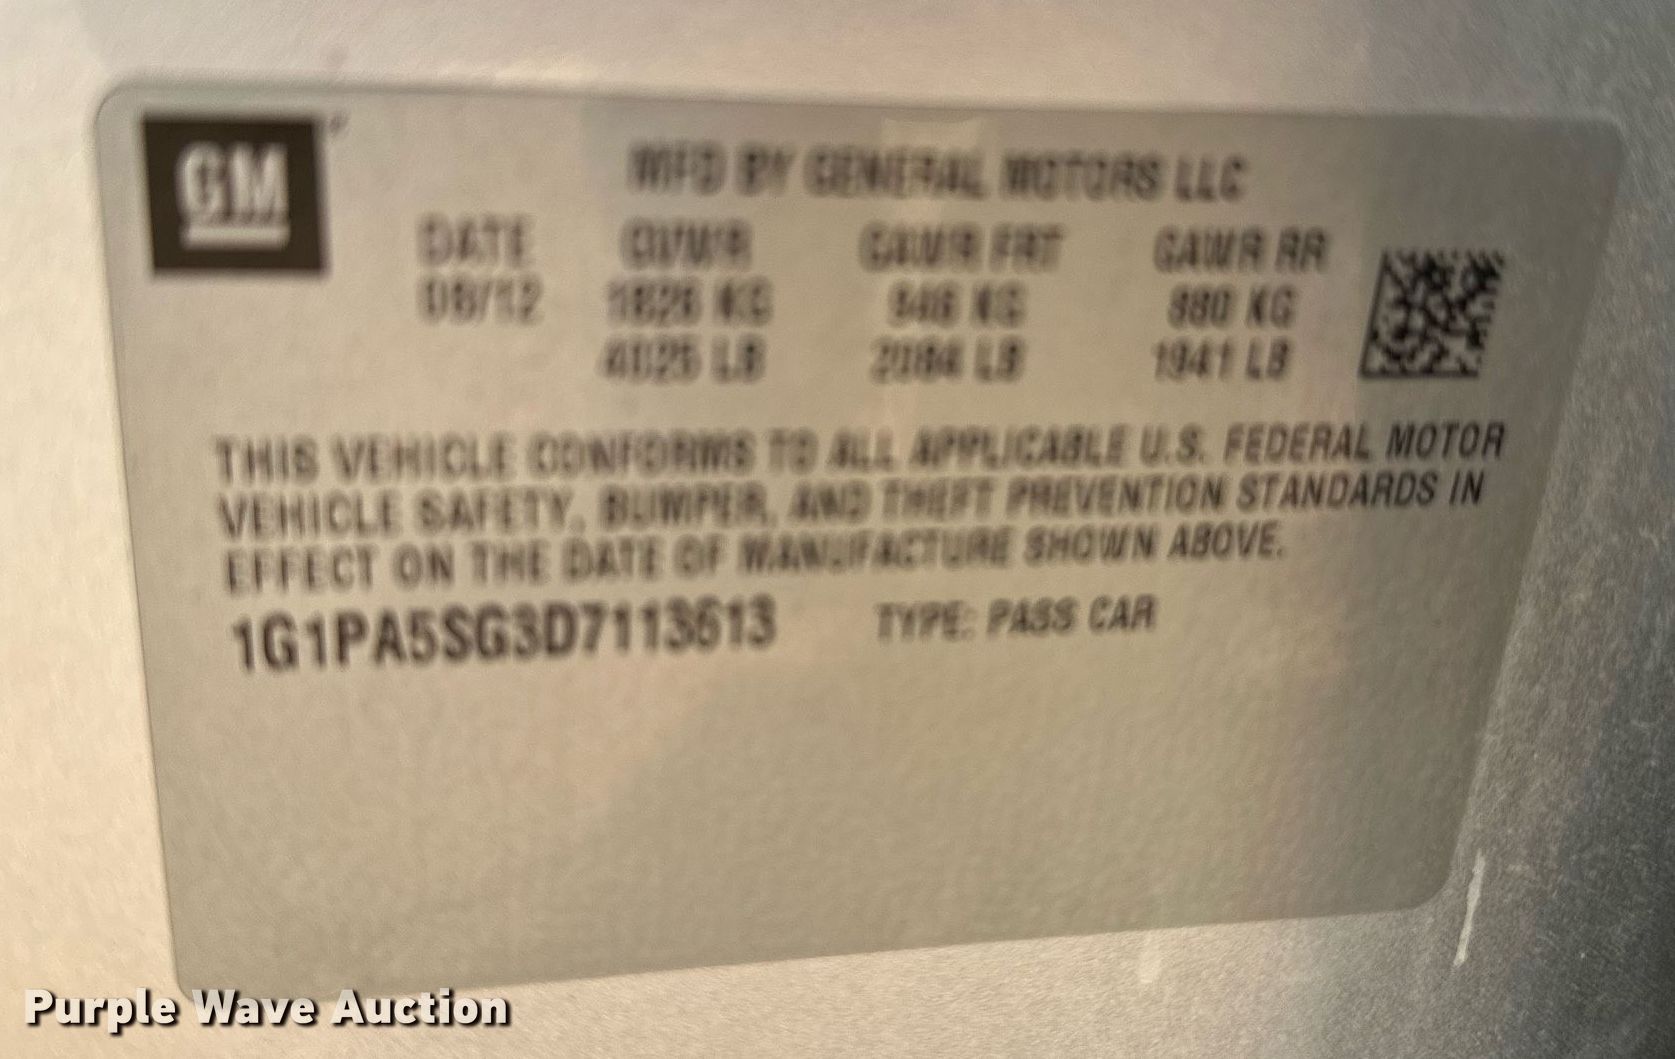 GM
MFD BY GENERAL MOTORS LLC
DATE GVWR GAWR FRT GAWR RR
08/12 1826 KG 946 KG 880 KG
4025 LB 2084 LB 1941 LB
THIS VEHICLE CONFORMS TO ALL APPLICABLE U.S. FEDERAL MOTOR
VEHICLE SAFETY, BUMPER, AND THEFT PREVENTION STANDARDS IN
EFFECT ON THE DATE OF MANUFACTURE SHOWN ABOVE.
1G1PA5SG3D7113613 TYPE: PASS CAR
Purple Wave Auction